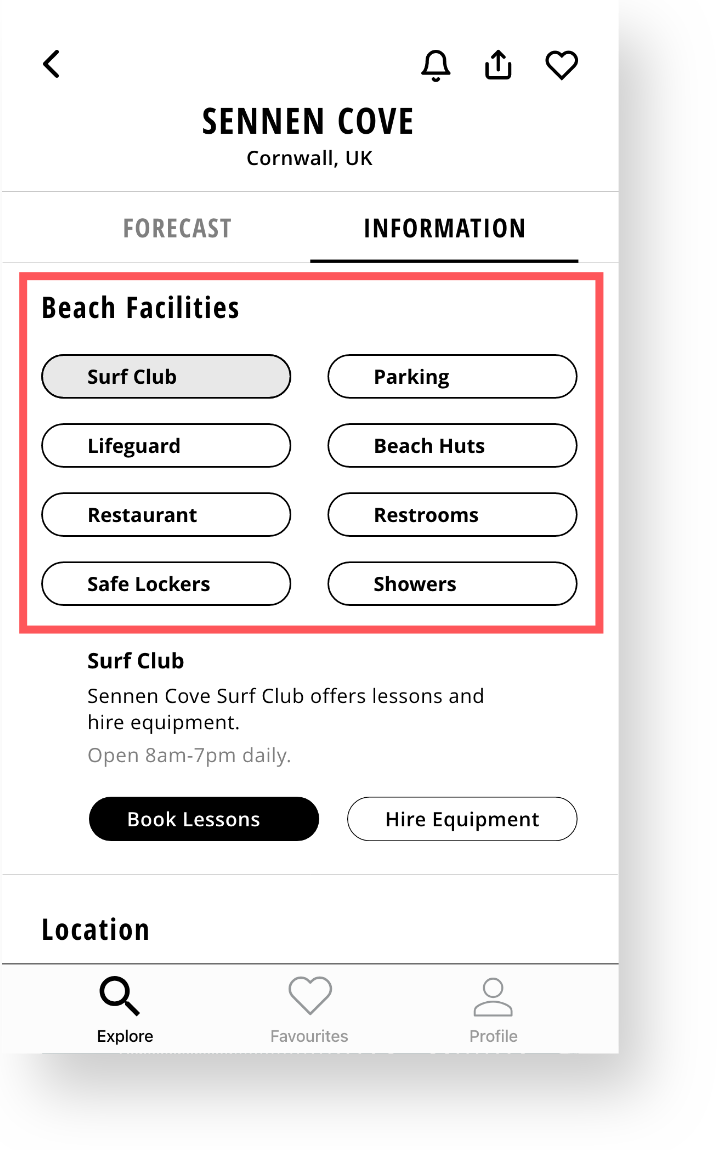 SENNEN COVE
Cornwall, UK
FORECAST INFORMATION
Beach Facilities
Surf Club Parking
Lifeguard Beach Huts
Restaurant Restrooms
Safe Lockers Showers
Surf Club
Sennen Cove Surf Club offers lessons and
hire equipment.
Open 8am-7pm daily.
Book Lessons Hire Equipment
Location
Explore Favourites Profile